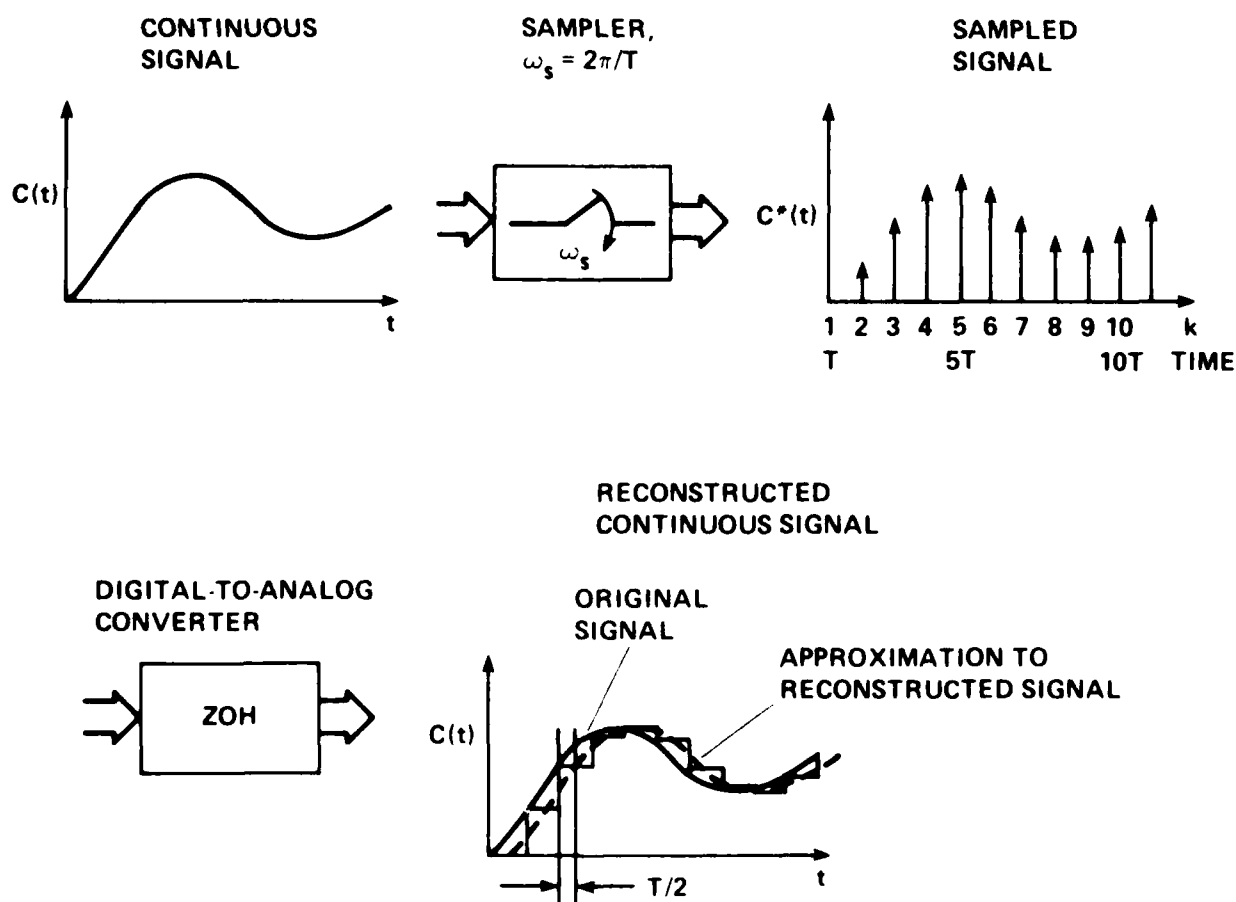 CONTINUOUS
SIGNAL
SAMPLER,
ω_s = 2π/T
SAMPLED
SIGNAL
C(t)
t
ω_s
C*(t)
1 2 3 4 5 6 7 8 9 10 k
T 5T 10T TIME
RECONSTRUCTED
CONTINUOUS SIGNAL
DIGITAL-TO-ANALOG
CONVERTER
ZOH
ORIGINAL
SIGNAL
APPROXIMATION TO
RECONSTRUCTED SIGNAL
C(t)
t
T/2